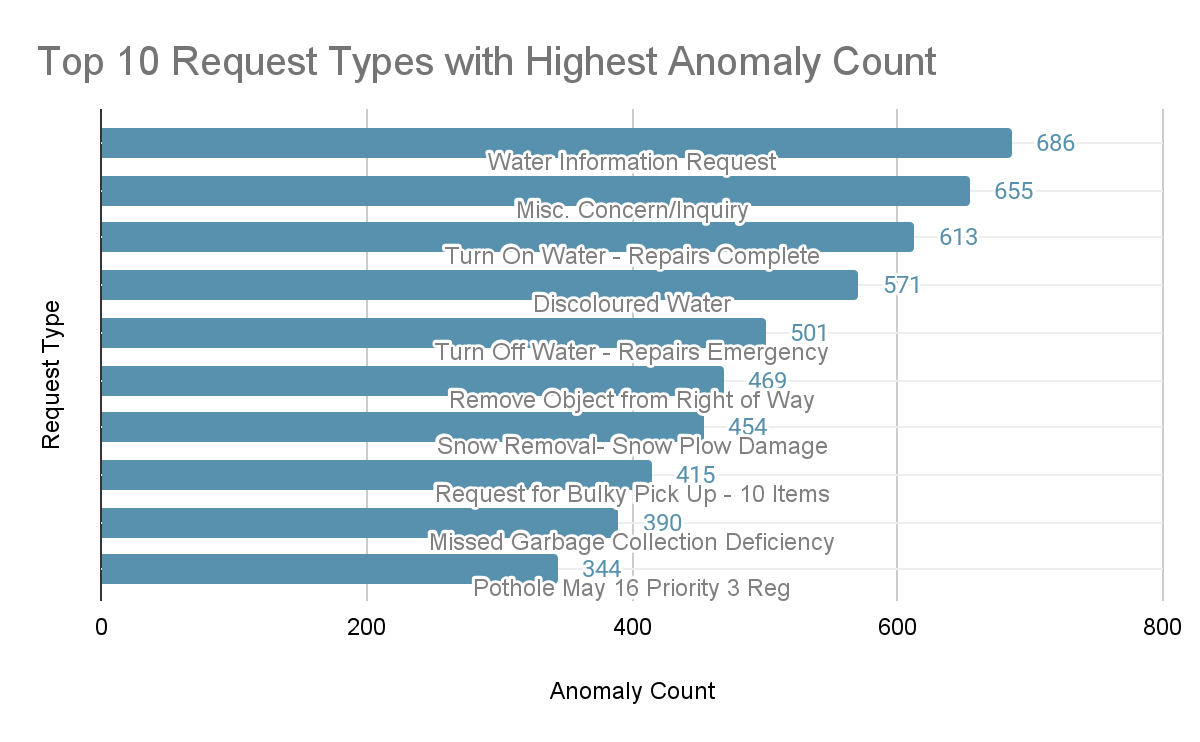 Top 10 Request Types with Highest Anomaly Count
686
Water Information Request
655
Misc. Concern/Inquiry
613
Turn On Water - Repairs Complete
571
Discoloured Water
501
Turn Off Water - Repairs Emergency
469
Remove Object from Right of Way
454
Snow Removal- Snow Plow Damage
415
Request for Bulky Pick Up - 10 Items
390
Missed Garbage Collection Deficiency
344
Pothole May 16 Priority 3 Reg
Request Type
0 200 400 600 800
Anomaly Count